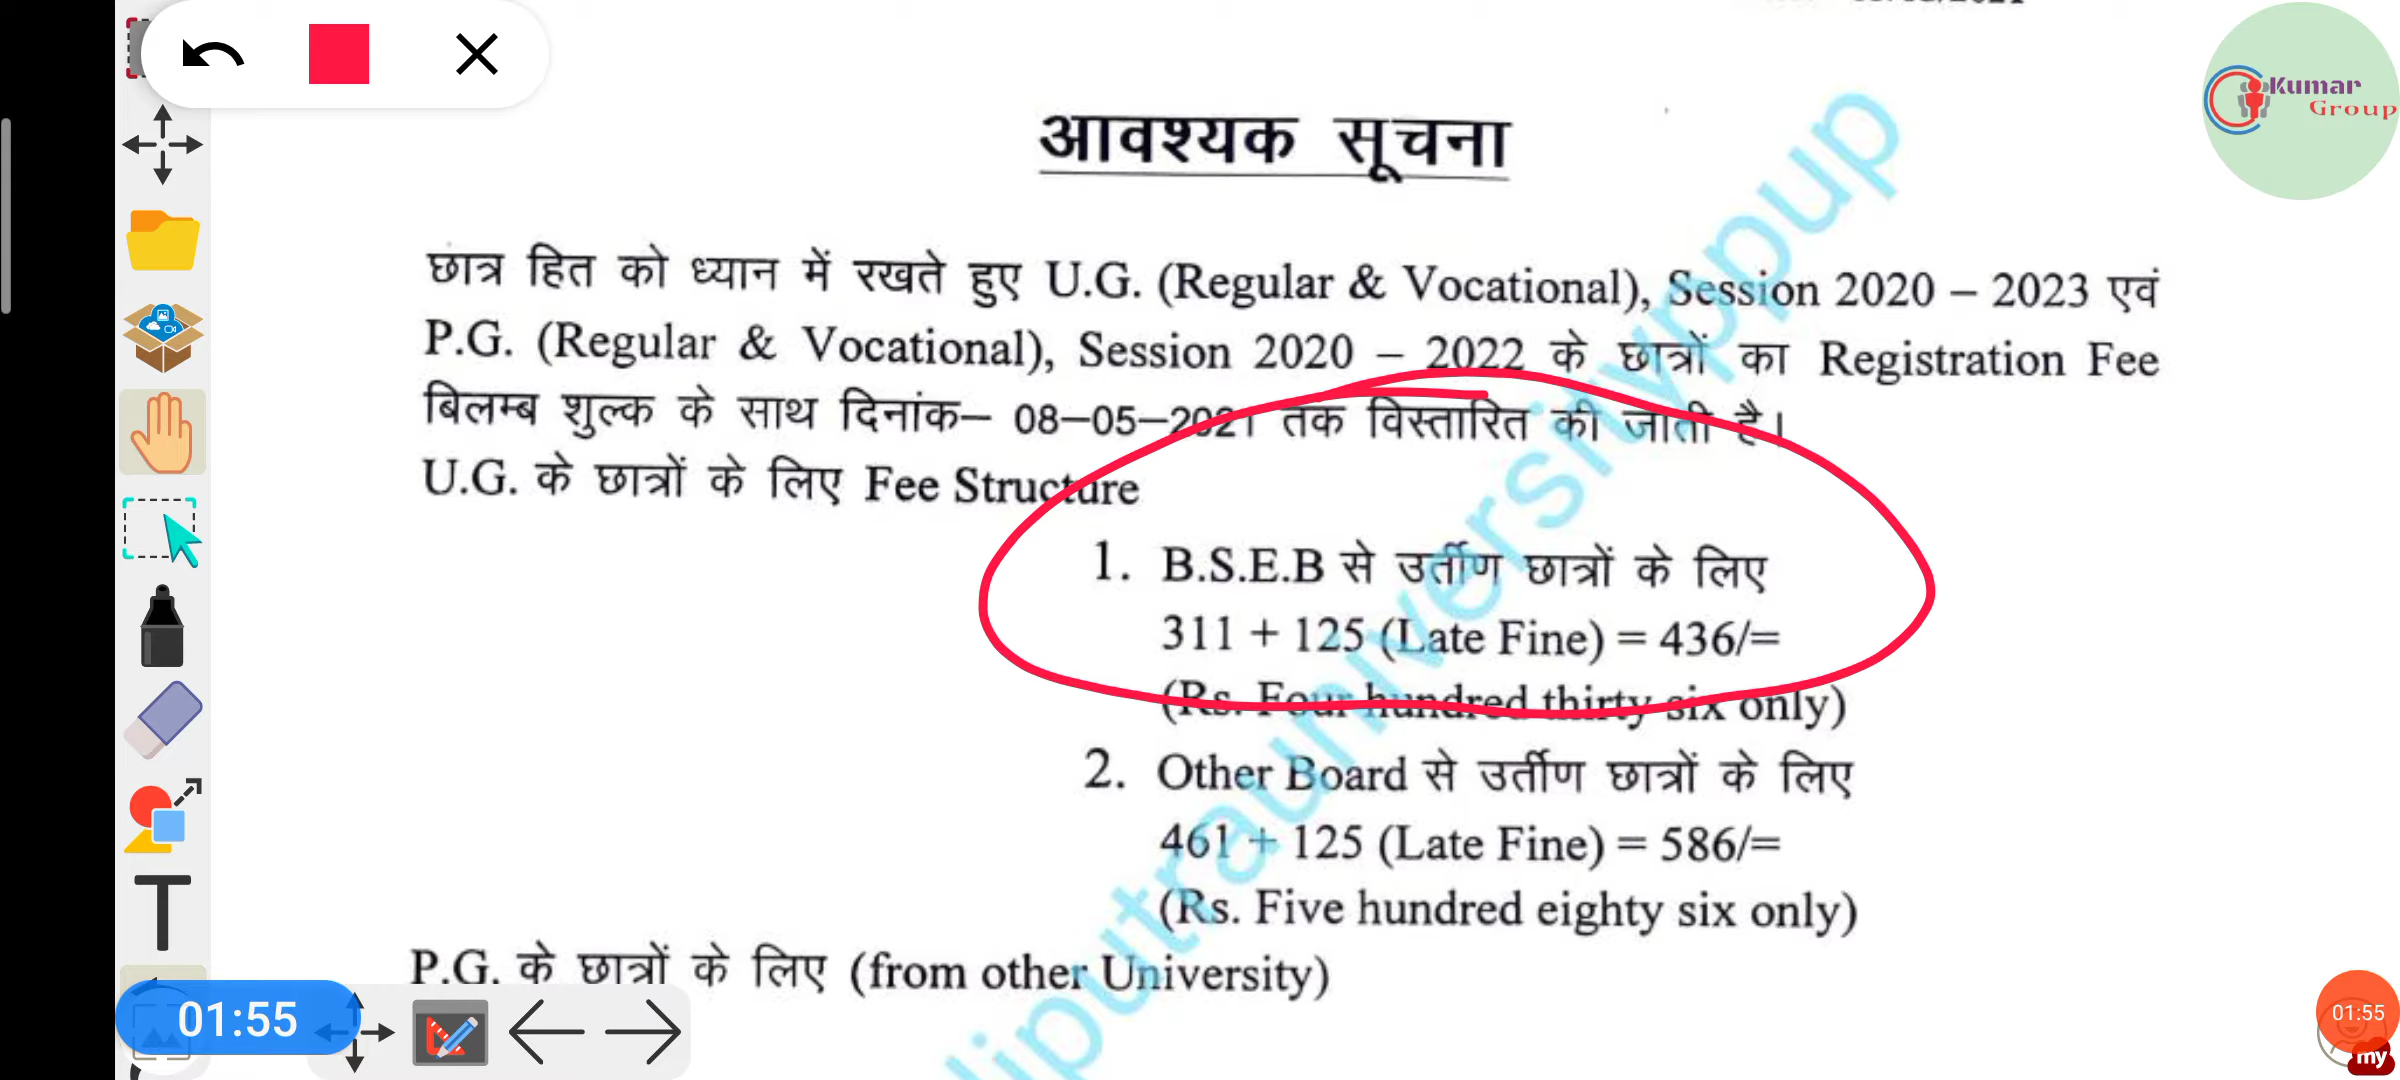 Kumar
Group
आवश्यक सूचना
छात्र हित को ध्यान में रखते हुए U.G. (Regular & Vocational), Session 2020 – 2023 एवं
P.G. (Regular & Vocational), Session 2020 – 2022 के छात्रों का Registration Fee
बिलम्ब शुल्क के साथ दिनांक– 08–05–2021 तक विस्तारित की जाती है।
U.G. के छात्रों के लिए Fee Structure
1. B.S.E.B से उर्तीण छात्रों के लिए
311 + 125 (Late Fine) = 436/=
(Rs. Four hundred thirty six only)
2. Other Board से उर्तीण छात्रों के लिए
461 + 125 (Late Fine) = 586/=
(Rs. Five hundred eighty six only)
P.G. के छात्रों के लिए (from other University)
liputrauniversityppup
01:55
01:55
my